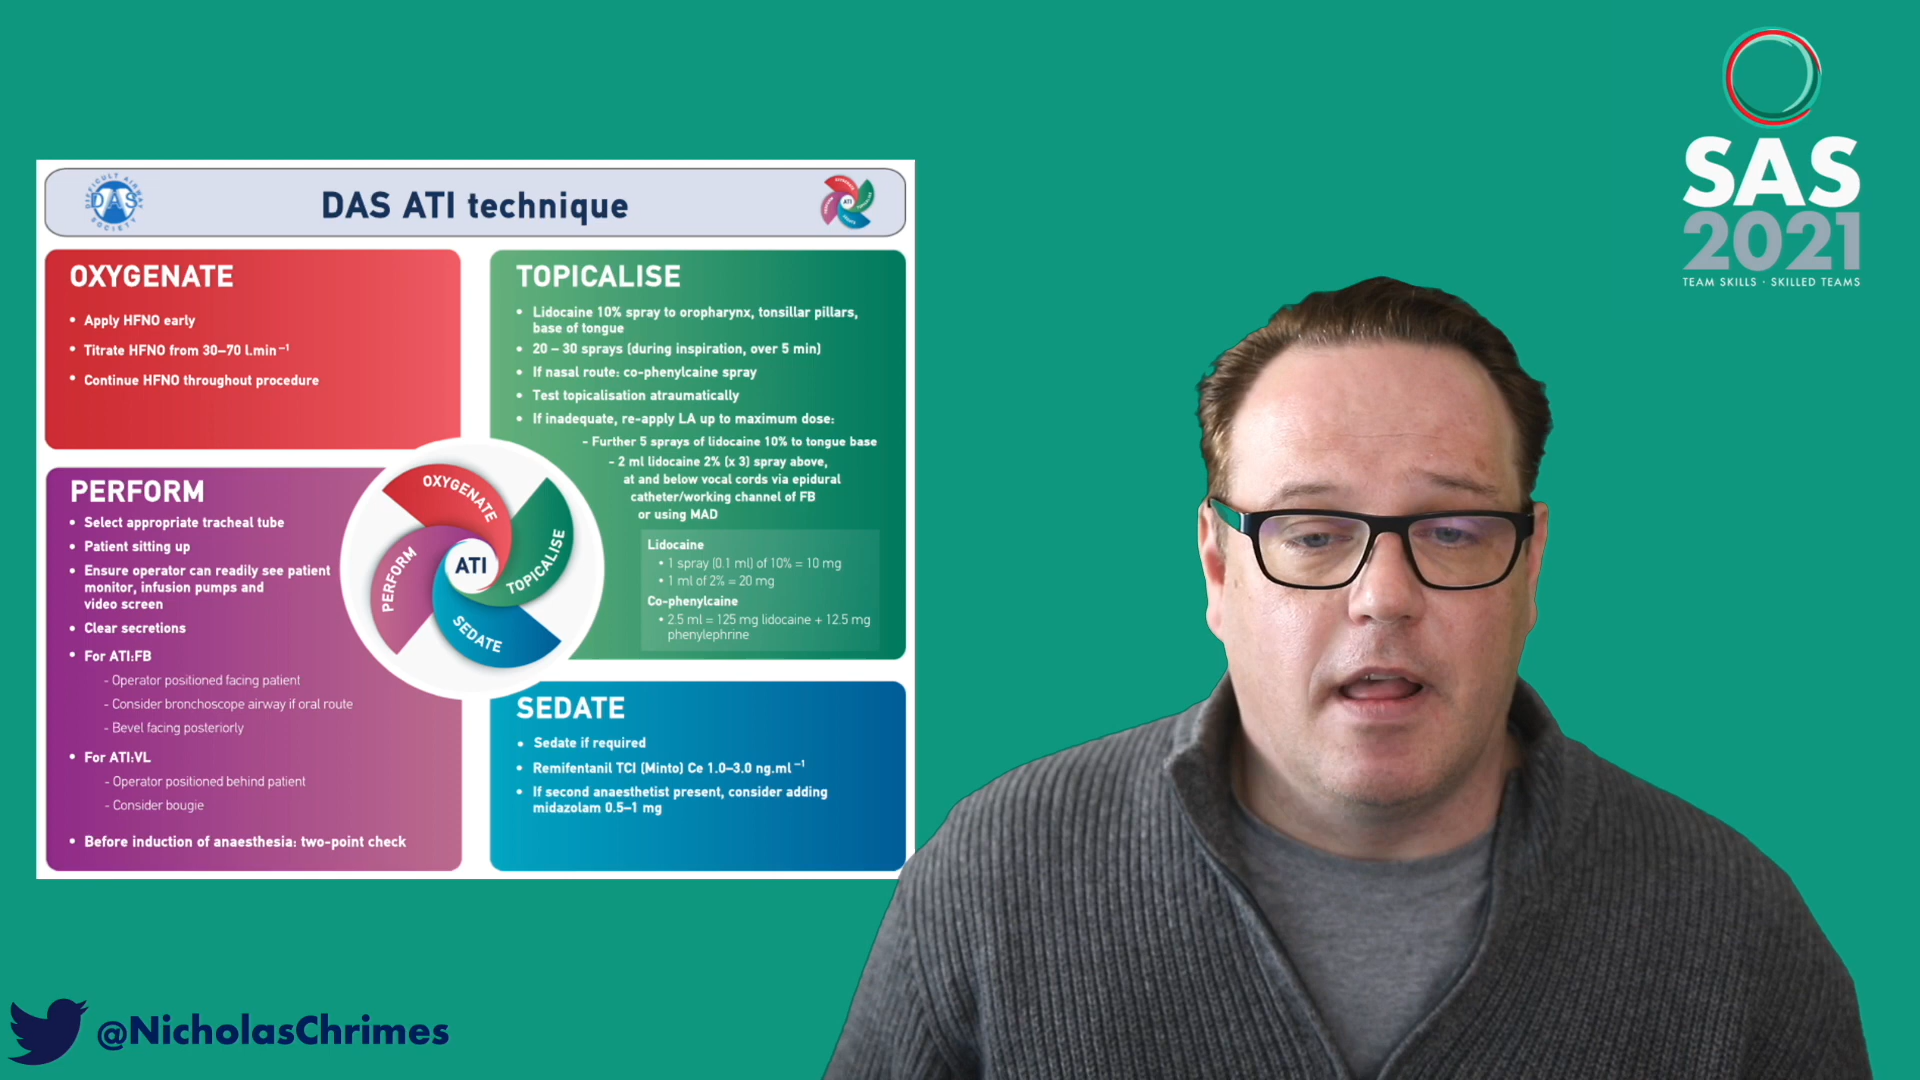 DIFFICULT AIRWAY
DAS
SOCIETY
DAS ATI technique
OXYGENATE
TOPICALISE
SEDATE
PERFORM
ATI
OXYGENATE
• Apply HFNO early
• Titrate HFNO from 30–70 l.min⁻¹
• Continue HFNO throughout procedure
TOPICALISE
• Lidocaine 10% spray to oropharynx, tonsillar pillars,
base of tongue
• 20 – 30 sprays (during inspiration, over 5 min)
• If nasal route: co-phenylcaine spray
• Test topicalisation atraumatically
• If inadequate, re-apply LA up to maximum dose:
- Further 5 sprays of lidocaine 10% to tongue base
- 2 ml lidocaine 2% (x 3) spray above,
at and below vocal cords via epidural
catheter/working channel of FB
or using MAD
Lidocaine
• 1 spray (0.1 ml) of 10% = 10 mg
• 1 ml of 2% = 20 mg
Co-phenylcaine
• 2.5 ml = 125 mg lidocaine + 12.5 mg
phenylephrine
PERFORM
• Select appropriate tracheal tube
• Patient sitting up
• Ensure operator can readily see patient
monitor, infusion pumps and
video screen
• Clear secretions
• For ATI:FB
- Operator positioned facing patient
- Consider bronchoscope airway if oral route
- Bevel facing posteriorly
• For ATI:VL
- Operator positioned behind patient
- Consider bougie
• Before induction of anaesthesia: two-point check
OXYGENATE
TOPICALISE
SEDATE
PERFORM
ATI
SEDATE
• Sedate if required
• Remifentanil TCI (Minto) Ce 1.0–3.0 ng.ml⁻¹
• If second anaesthetist present, consider adding
midazolam 0.5–1 mg
SAS
2021
TEAM SKILLS · SKILLED TEAMS
@NicholasChrimes